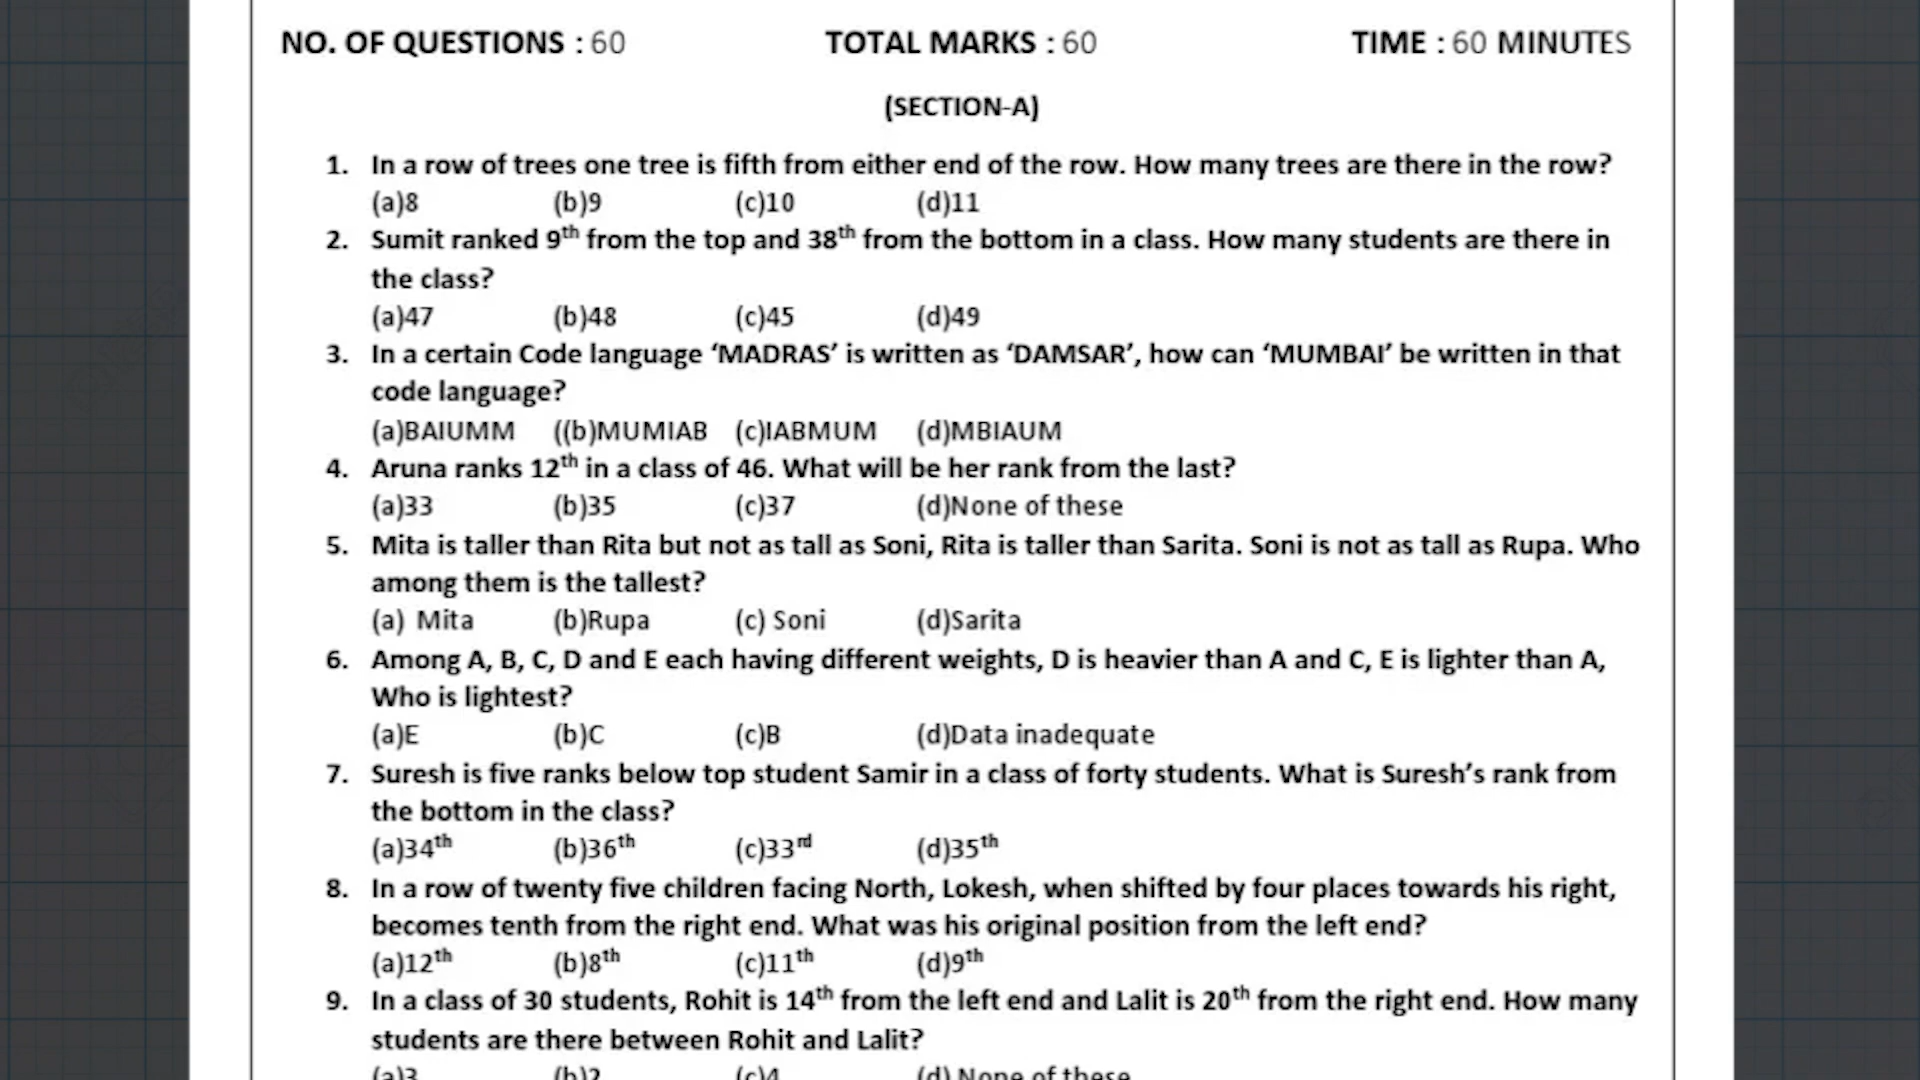 NO. OF QUESTIONS : 60 TOTAL MARKS : 60 TIME : 60 MINUTES
(SECTION-A)
1. In a row of trees one tree is fifth from either end of the row. How many trees are there in the row?
(a)8 (b)9 (c)10 (d)11
2. Sumit ranked 9th from the top and 38th from the bottom in a class. How many students are there in
the class?
(a)47 (b)48 (c)45 (d)49
3. In a certain Code language ‘MADRAS’ is written as ‘DAMSAR’, how can ‘MUMBAI’ be written in that
code language?
(a)BAIUMM ((b)MUMIAB (c)IABMUM (d)MBIAUM
4. Aruna ranks 12th in a class of 46. What will be her rank from the last?
(a)33 (b)35 (c)37 (d)None of these
5. Mita is taller than Rita but not as tall as Soni, Rita is taller than Sarita. Soni is not as tall as Rupa. Who
among them is the tallest?
(a) Mita (b)Rupa (c) Soni (d)Sarita
6. Among A, B, C, D and E each having different weights, D is heavier than A and C, E is lighter than A,
Who is lightest?
(a)E (b)C (c)B (d)Data inadequate
7. Suresh is five ranks below top student Samir in a class of forty students. What is Suresh’s rank from
the bottom in the class?
(a)34th (b)36th (c)33rd (d)35th
8. In a row of twenty five children facing North, Lokesh, when shifted by four places towards his right,
becomes tenth from the right end. What was his original position from the left end?
(a)12th (b)8th (c)11th (d)9th
9. In a class of 30 students, Rohit is 14th from the left end and Lalit is 20th from the right end. How many
students are there between Rohit and Lalit?
(a)3 (b)2 (c)4 (d) None of these